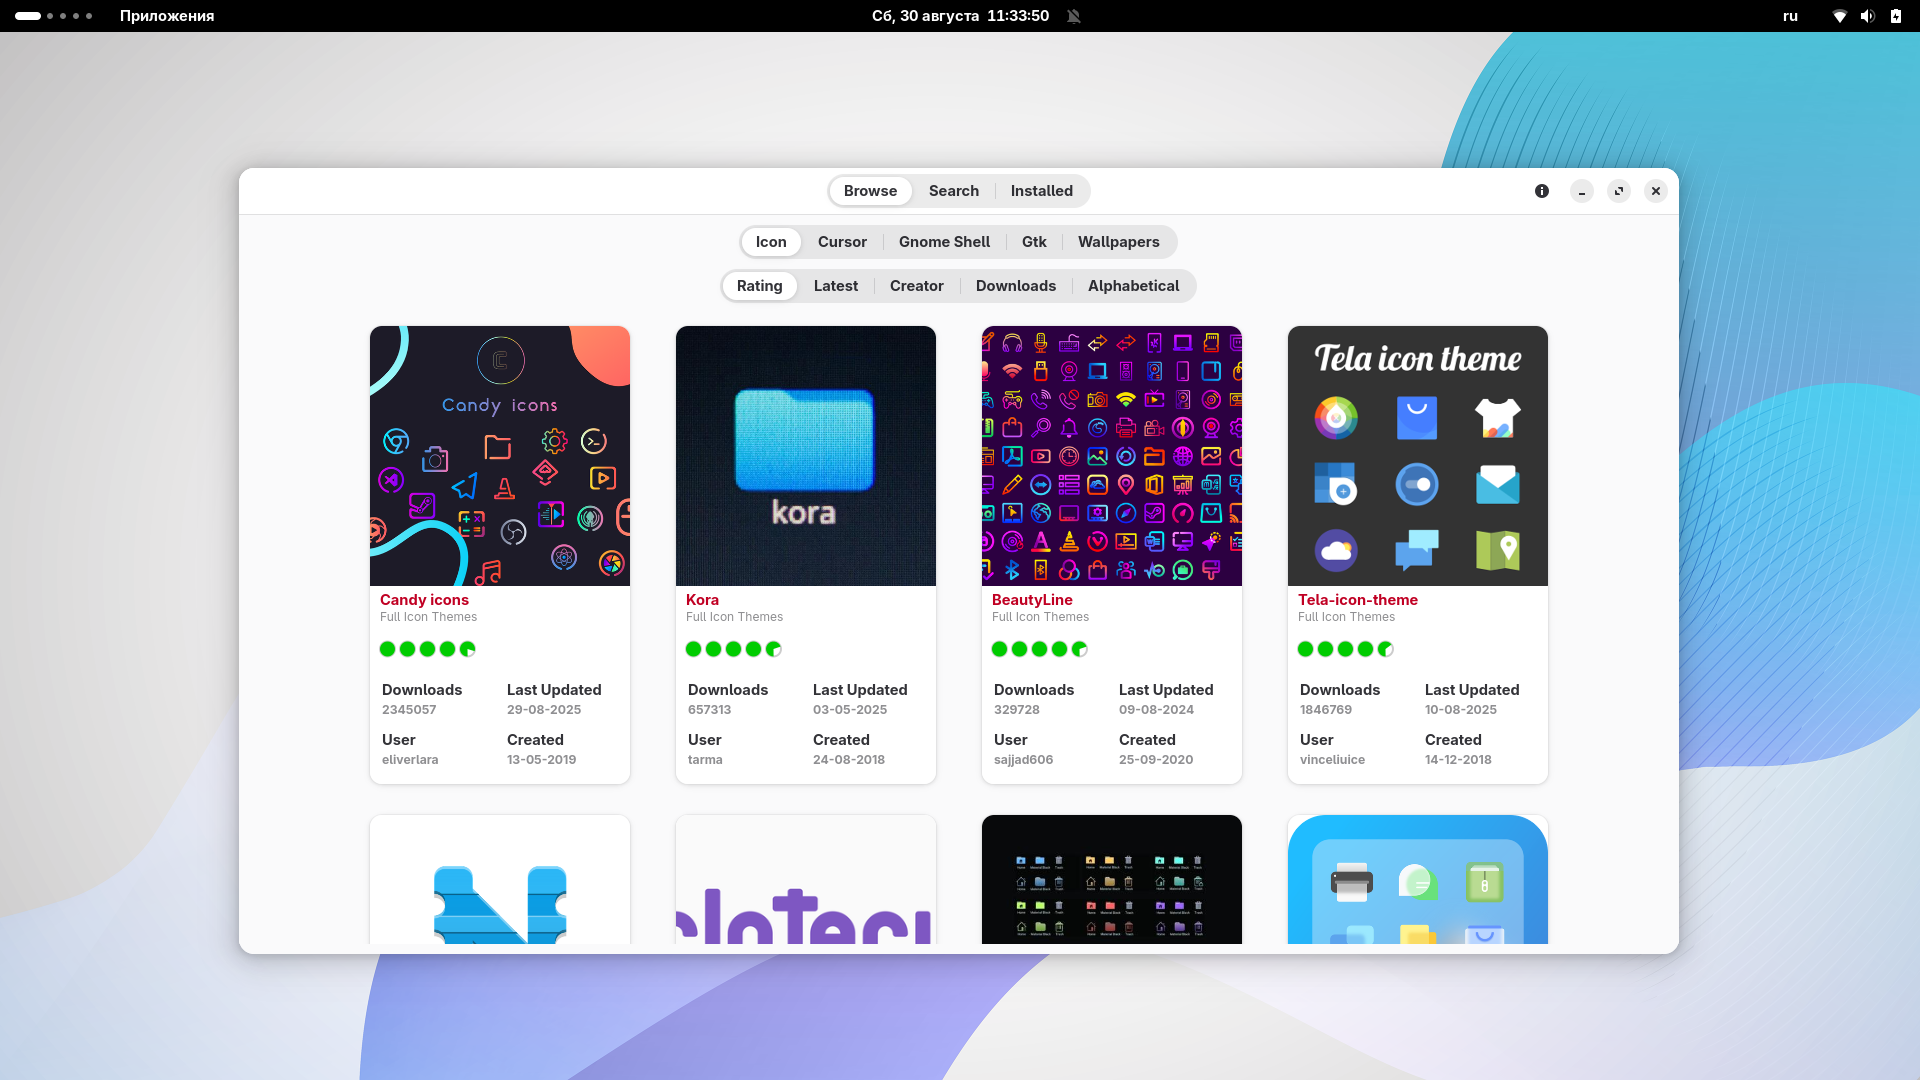 Приложения
Сб, 30 августа 11:33:50
ru
Browse Search Installed
Icon Cursor Gnome Shell Gtk Wallpapers
Rating Latest Creator Downloads Alphabetical
C
Candy icons
kora
Tela icon theme
Candy icons
Full Icon Themes
Downloads Last Updated
2345057 29-08-2025
User Created
eliverlara 13-05-2019
Kora
Full Icon Themes
Downloads Last Updated
657313 03-05-2025
User Created
tarma 24-08-2018
BeautyLine
Full Icon Themes
Downloads Last Updated
329728 09-08-2024
User Created
sajjad606 25-09-2020
Tela-icon-theme
Full Icon Themes
Downloads Last Updated
1846769 10-08-2025
User Created
vinceliuice 14-12-2018